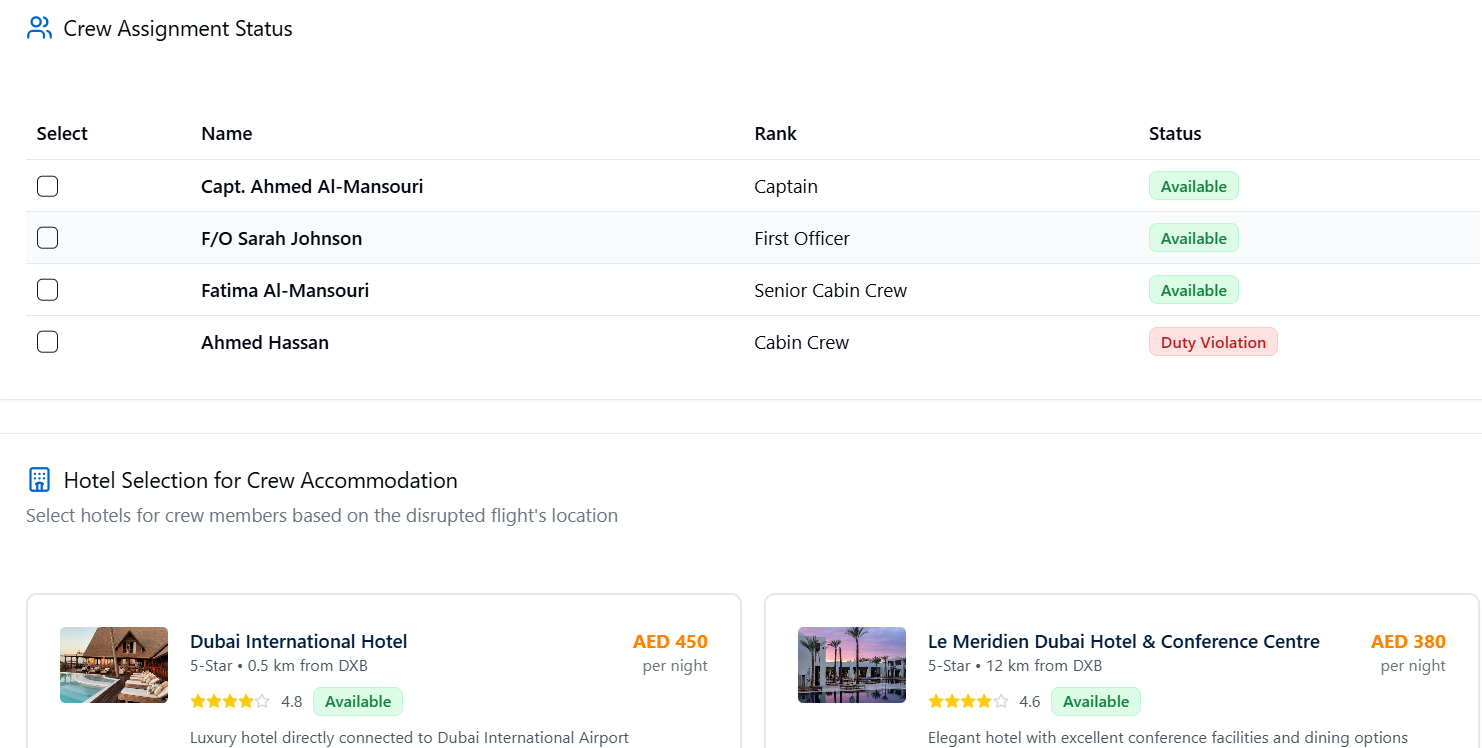 Crew Assignment Status
Select Name Rank Status
Capt. Ahmed Al-Mansouri Captain Available
F/O Sarah Johnson First Officer Available
Fatima Al-Mansouri Senior Cabin Crew Available
Ahmed Hassan Cabin Crew Duty Violation
Hotel Selection for Crew Accommodation
Select hotels for crew members based on the disrupted flight's location
Dubai International Hotel AED 450
5-Star • 0.5 km from DXB per night
4.8 Available
Luxury hotel directly connected to Dubai International Airport
Le Meridien Dubai Hotel & Conference Centre AED 380
5-Star • 12 km from DXB per night
4.6 Available
Elegant hotel with excellent conference facilities and dining options